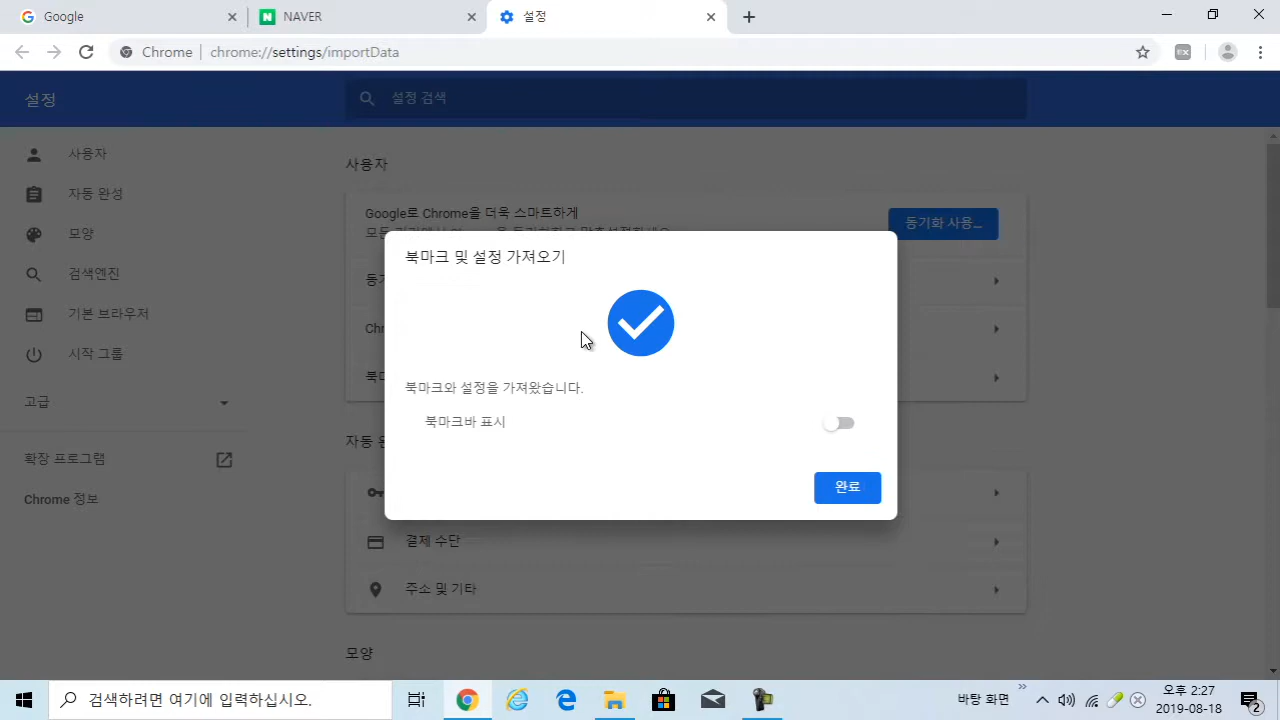 Google
NAVER
설정
Chrome
chrome://settings/importData
설정
설정 검색
사용자
자동 완성
모양
검색엔진
기본 브라우저
시작 그룹
고급
확장 프로그램
Chrome 정보
사용자
Google로 Chrome을 더욱 스마트하게
동기화 사용...
북마크 및 설정 가져오기
북마크와 설정을 가져왔습니다.
북마크바 표시
완료
결제 수단
주소 및 기타
모양
검색하려면 여기에 입력하십시오.
바탕 화면
오후 2:27
2019-08-18
2